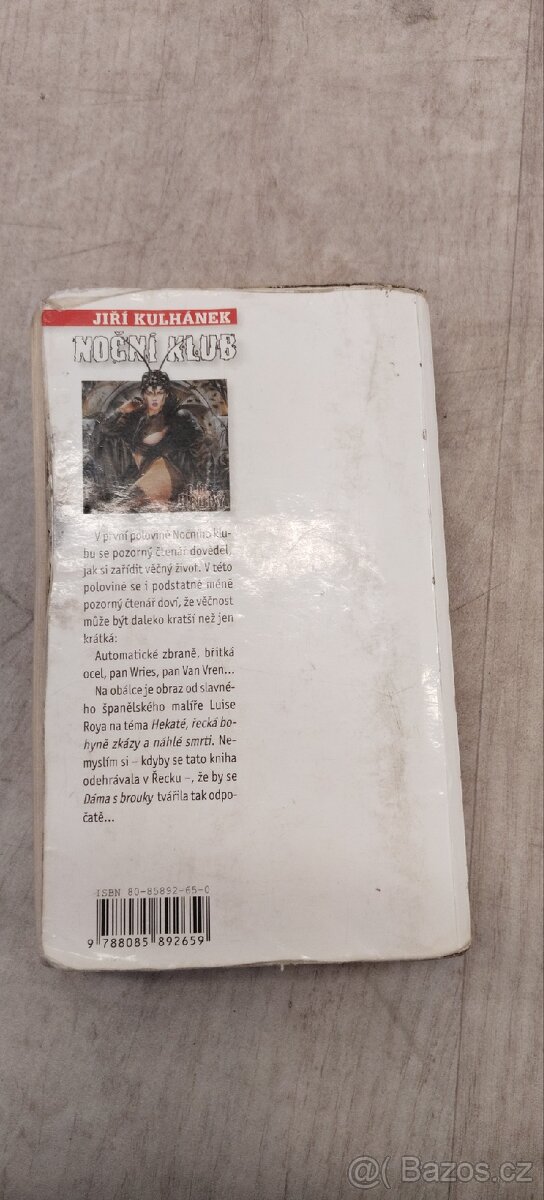 JIŘÍ KULHÁNEK
NOČNÍ KLUB
V první polovině Nočního klu-
bu se pozorný čtenář dověděl,
jak si zařídit věčný život. V této
polovině se i podstatně méně
pozorný čtenář doví, že věčnost
může být daleko kratší než jen
krátká:
Automatické zbraně, břitká
ocel, pan Wries, pan Van Vren...
Na obálce je obraz od slavné-
ho španělského malíře Luise
Roya na téma Hekaté, řecká bo-
hyně zkázy a náhlé smrti. Ne-
myslím si – kdyby se tato kniha
odehrávala v Řecku –, že by se
Dáma s brouky tvářila tak odpo-
čatě...
ISBN 80-85892-65-0
9 788085 892659
Bazos.cz